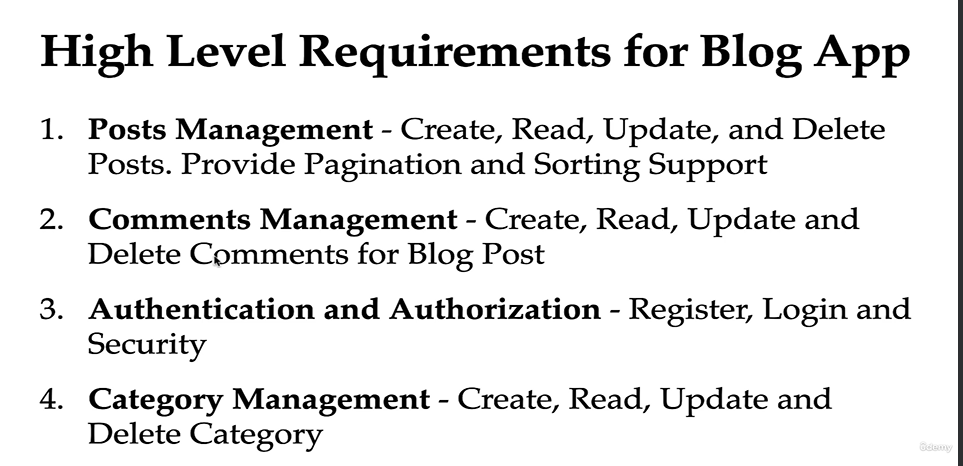 High Level Requirements for Blog App
1. Posts Management - Create, Read, Update, and Delete
Posts. Provide Pagination and Sorting Support
2. Comments Management - Create, Read, Update and
Delete Comments for Blog Post
3. Authentication and Authorization - Register, Login and
Security
4. Category Management - Create, Read, Update and
Delete Category
ûdemy